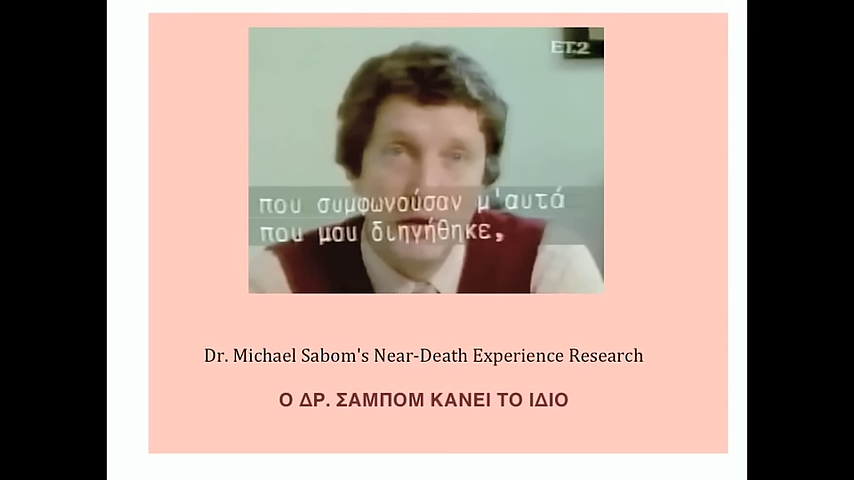 ET.2
που συμφωνούσαν μ'αυτά
που μου διηγήθηκε,
Dr. Michael Sabom's Near-Death Experience Research
Ο ΔΡ. ΣΑΜΠΟΜ ΚΑΝΕΙ ΤΟ ΙΔΙΟ